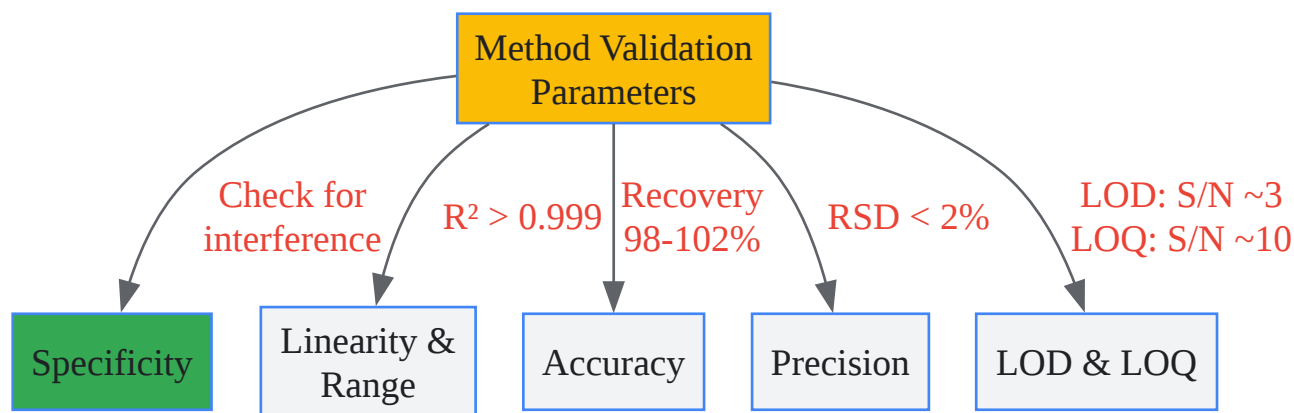 Method Validation
Parameters
Check for
interference
R² > 0.999
Recovery
98-102%
RSD < 2%
LOD: S/N ~3
LOQ: S/N ~10
Specificity
Linearity &
Range
Accuracy
Precision
LOD & LOQ